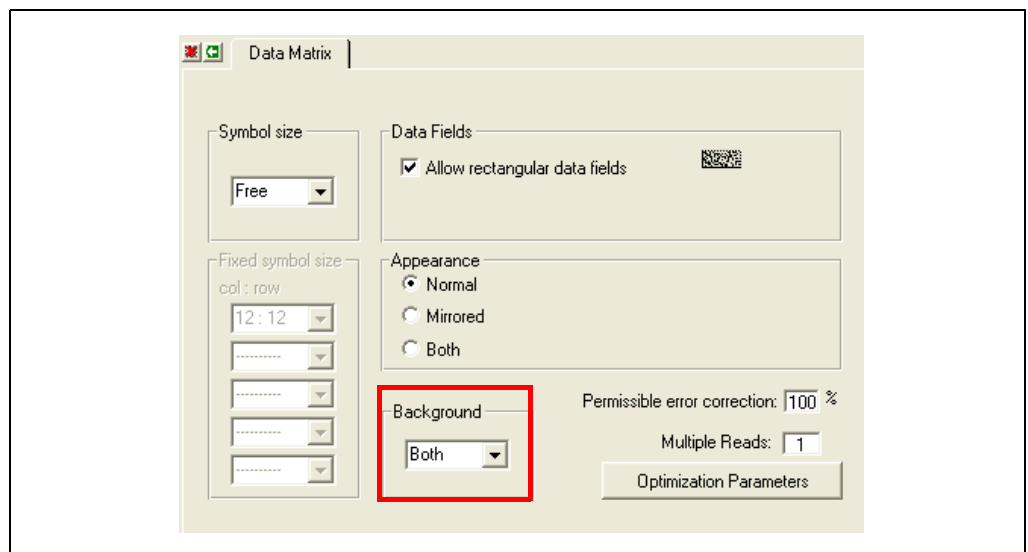 Data Matrix
Symbol size
Free
Data Fields
Allow rectangular data fields
Fixed symbol size
col : row
12 : 12
----------
----------
----------
----------
Appearance
Normal
Mirrored
Both
Background
Both
Permissible error correction: 100 %
Multiple Reads: 1
Optimization Parameters